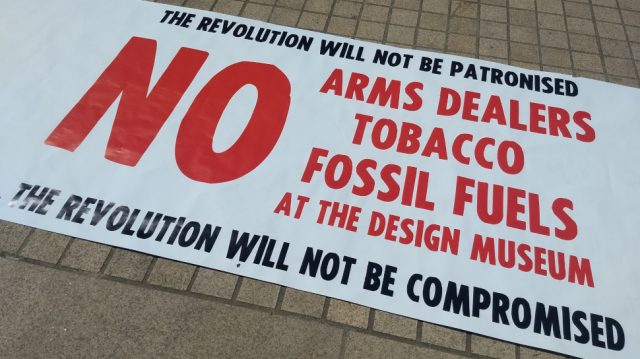 THE REVOLUTION WILL NOT BE PATRONISED
NO
ARMS DEALERS
TOBACCO
FOSSIL FUELS
AT THE DESIGN MUSEUM
THE REVOLUTION WILL NOT BE COMPROMISED